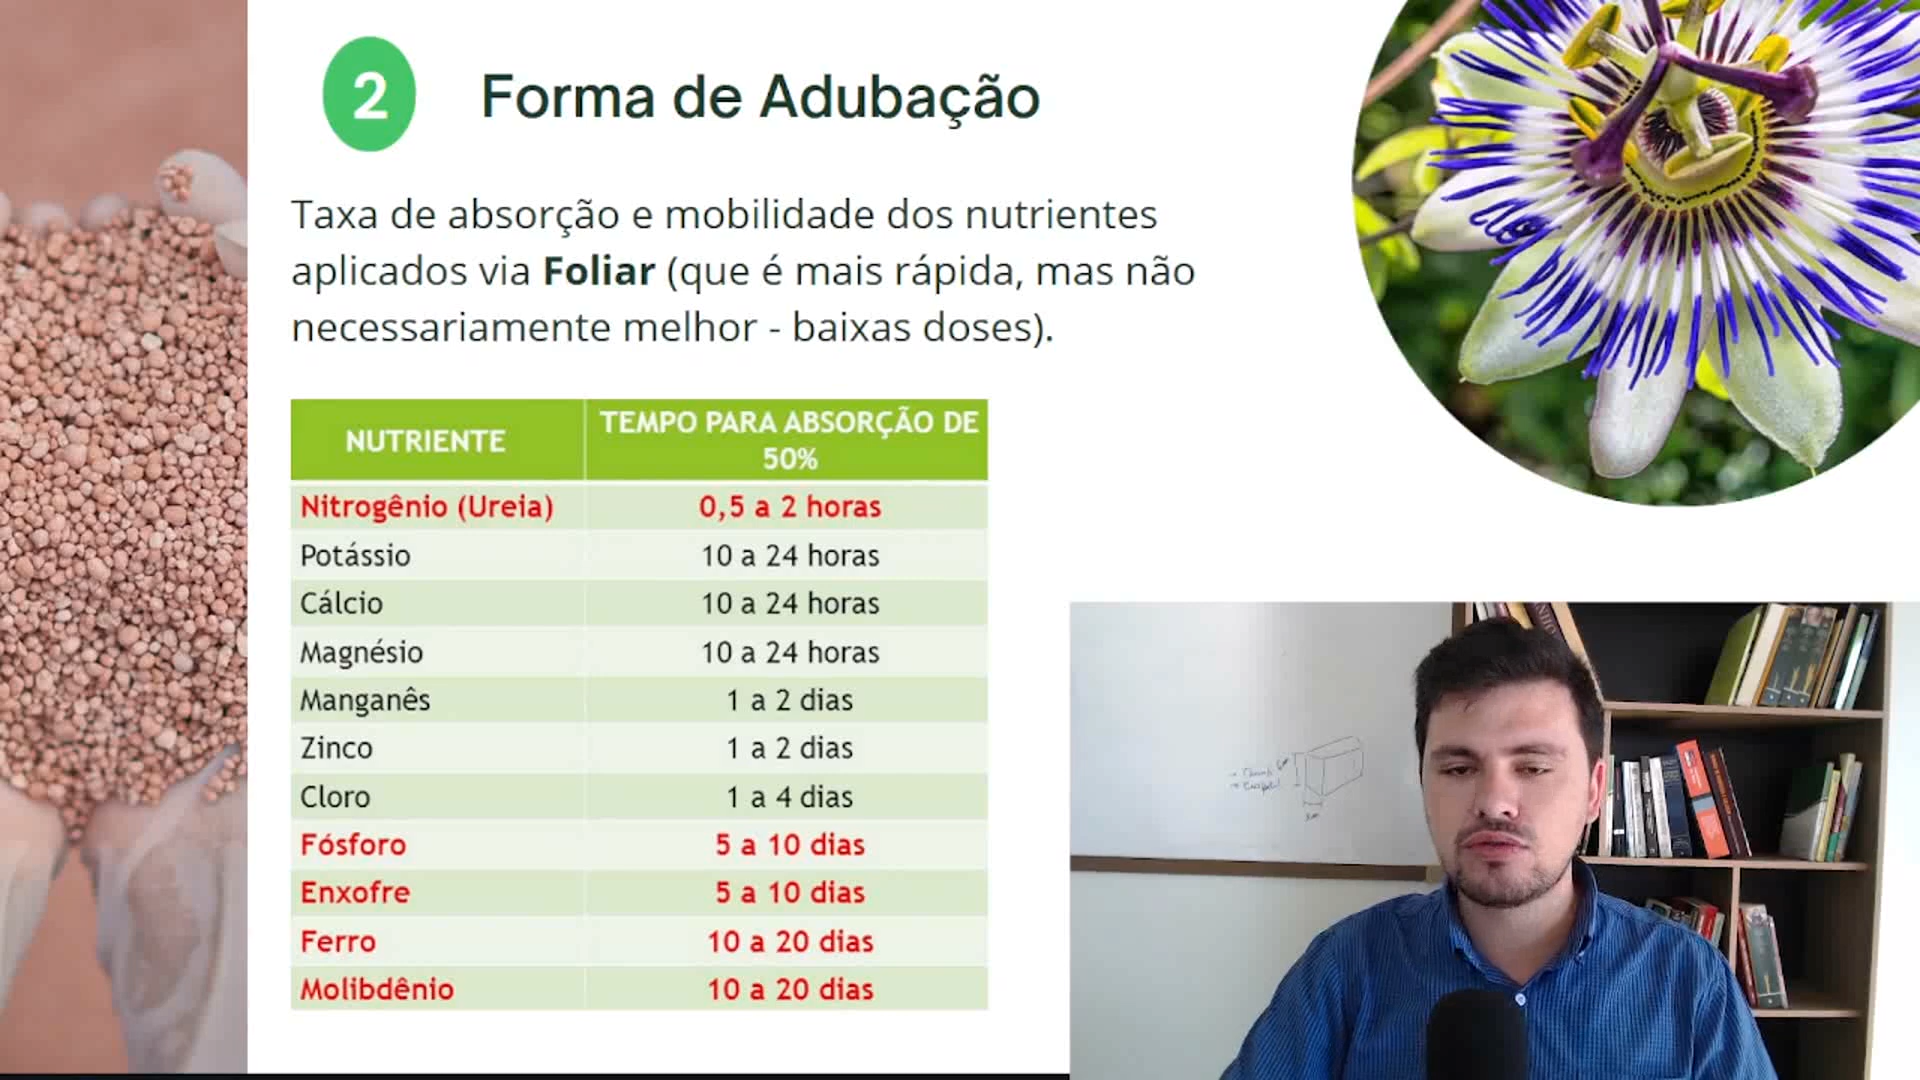 2
Forma de Adubação
Taxa de absorção e mobilidade dos nutrientes
aplicados via Foliar (que é mais rápida, mas não
necessariamente melhor - baixas doses).
NUTRIENTE
TEMPO PARA ABSORÇÃO DE
50%
Nitrogênio (Ureia) 0,5 a 2 horas
Potássio 10 a 24 horas
Cálcio 10 a 24 horas
Magnésio 10 a 24 horas
Manganês 1 a 2 dias
Zinco 1 a 2 dias
Cloro 1 a 4 dias
Fósforo 5 a 10 dias
Enxofre 5 a 10 dias
Ferro 10 a 20 dias
Molibdênio 10 a 20 dias